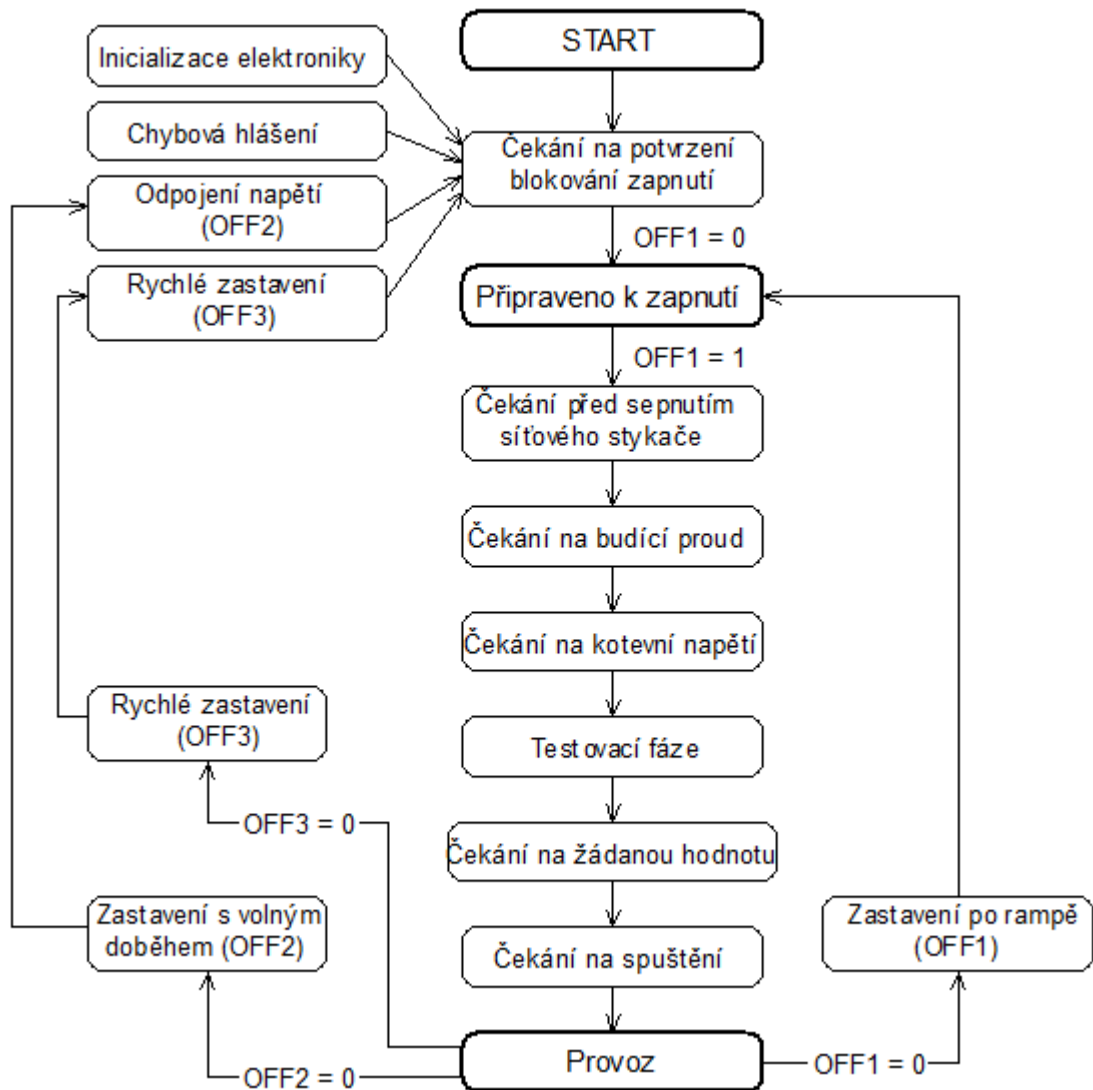 START
Inicializace elektroniky
Chybová hlášení
Čekání na potvrzení
blokování zapnutí
Odpojení napětí
(OFF2)
OFF1 = 0
Rychlé zastavení
(OFF3)
Připraveno k zapnutí
OFF1 = 1
Čekání před sepnutím
síťového stykače
Čekání na budící proud
Čekání na kotevní napětí
Rychlé zastavení
(OFF3)
Testovací fáze
OFF3 = 0
Čekání na žádanou hodnotu
Zastavení s volným
doběhem (OFF2)
Zastavení po rampě
(OFF1)
Čekání na spuštění
Provoz
OFF2 = 0
OFF1 = 0